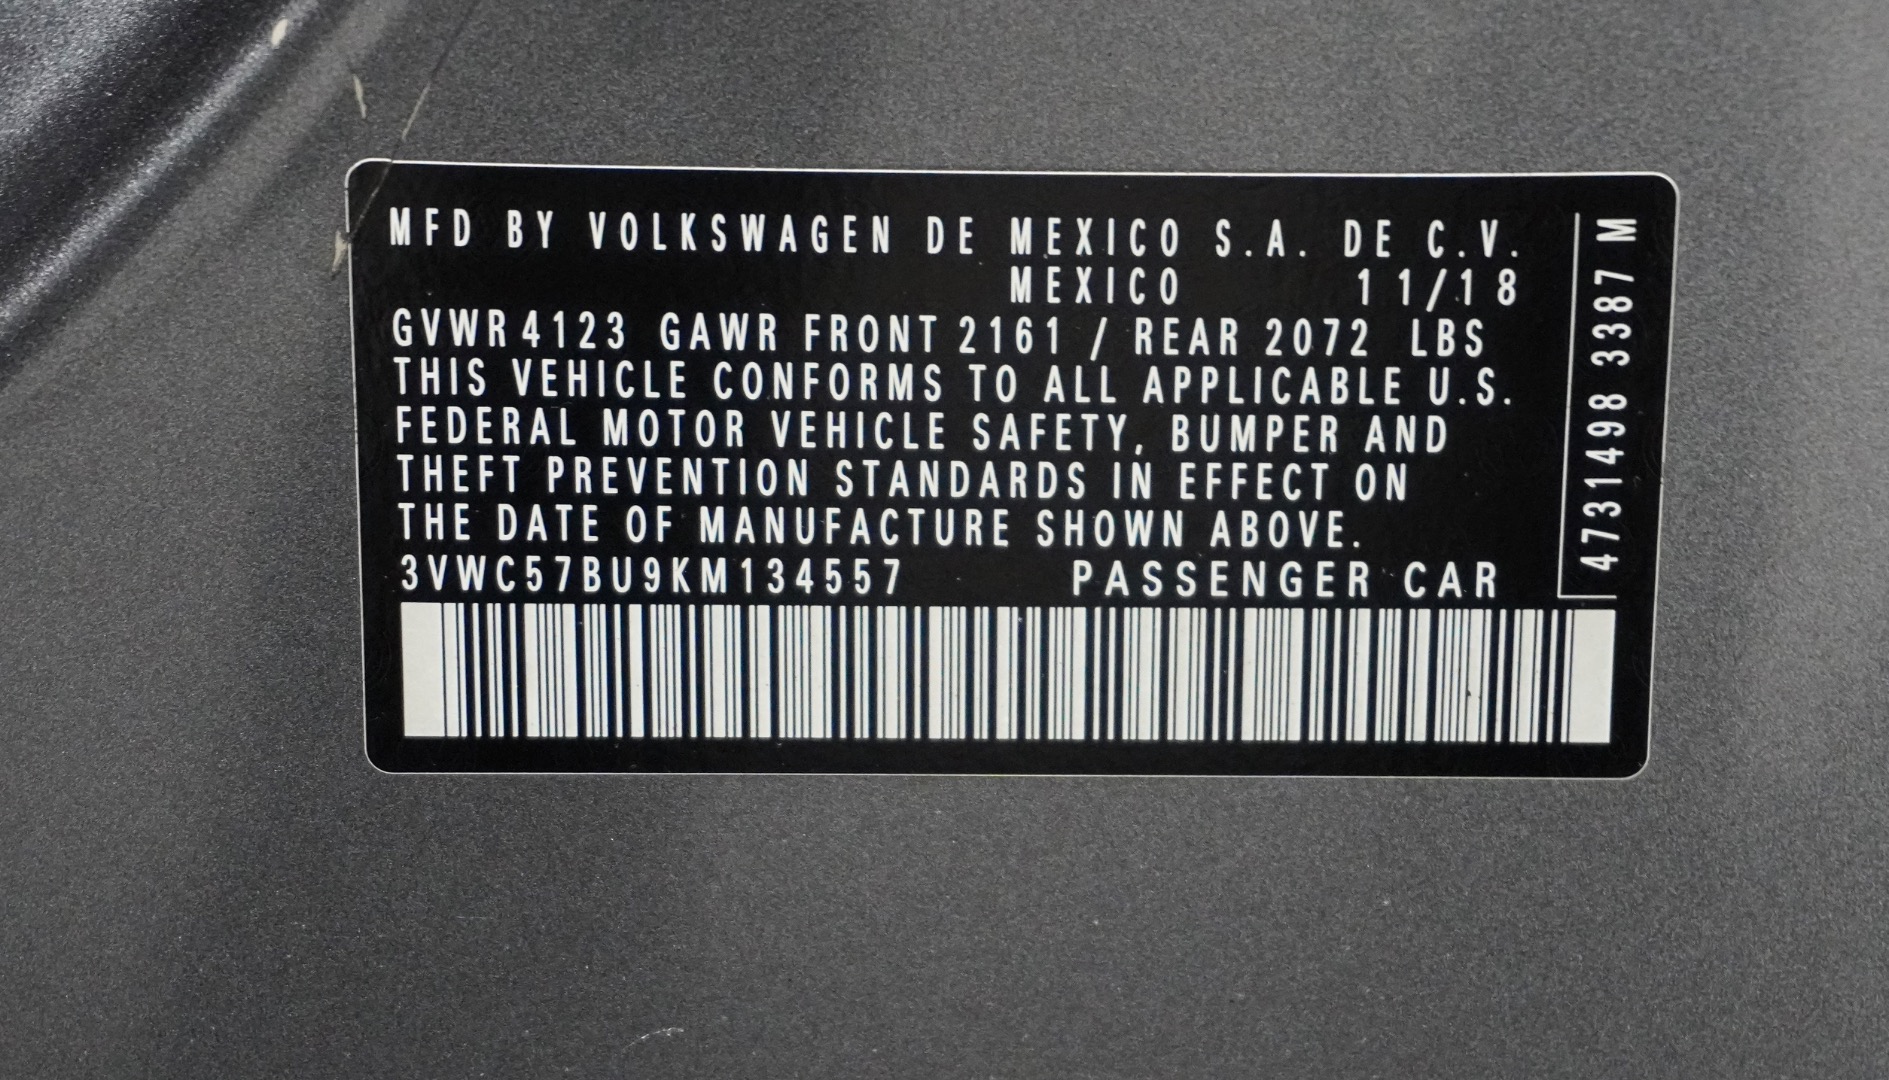 MFD BY VOLKSWAGEN DE MEXICO S.A. DE C.V.
MEXICO 11/18
GVWR 4123 GAWR FRONT 2161 / REAR 2072 LBS
THIS VEHICLE CONFORMS TO ALL APPLICABLE U.S.
FEDERAL MOTOR VEHICLE SAFETY, BUMPER AND
THEFT PREVENTION STANDARDS IN EFFECT ON
THE DATE OF MANUFACTURE SHOWN ABOVE.
3VWC57BU9KM134557 PASSENGER CAR
4731498 3387 M